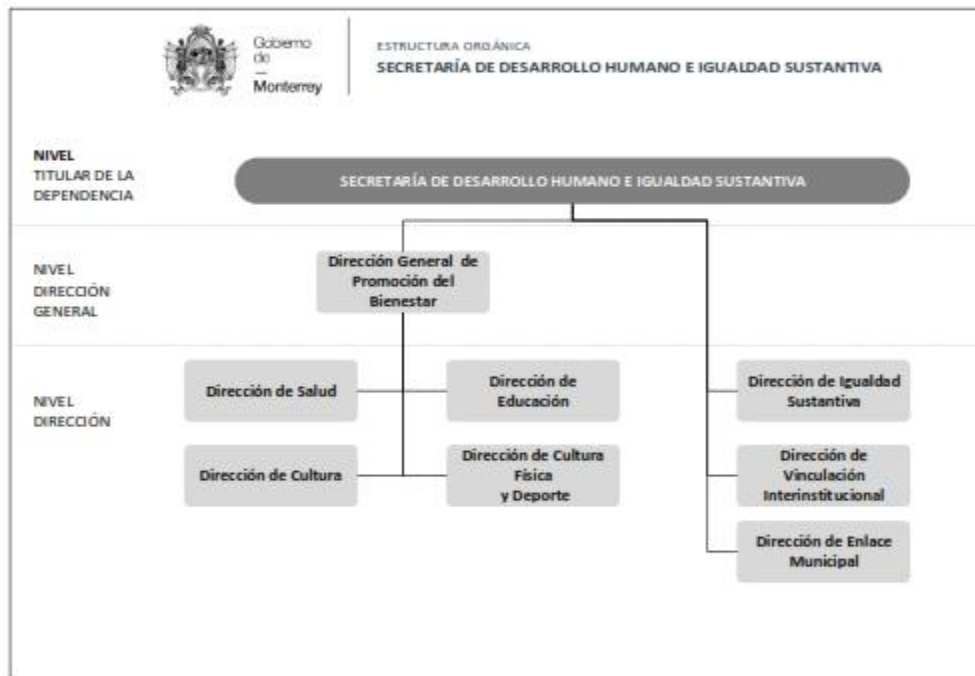 Gobierno
de
—
Monterrey
ESTRUCTURA ORGÁNICA
SECRETARÍA DE DESARROLLO HUMANO E IGUALDAD SUSTANTIVA
NIVEL
TITULAR DE LA
DEPENDENCIA
SECRETARÍA DE DESARROLLO HUMANO E IGUALDAD SUSTANTIVA
NIVEL
DIRECCIÓN
GENERAL
Dirección General de
Promoción del
Bienestar
NIVEL
DIRECCIÓN
Dirección de Salud
Dirección de
Educación
Dirección de Igualdad
Sustantiva
Dirección de Cultura
Dirección de Cultura
Física
y Deporte
Dirección de
Vinculación
Interinstitucional
Dirección de Enlace
Municipal